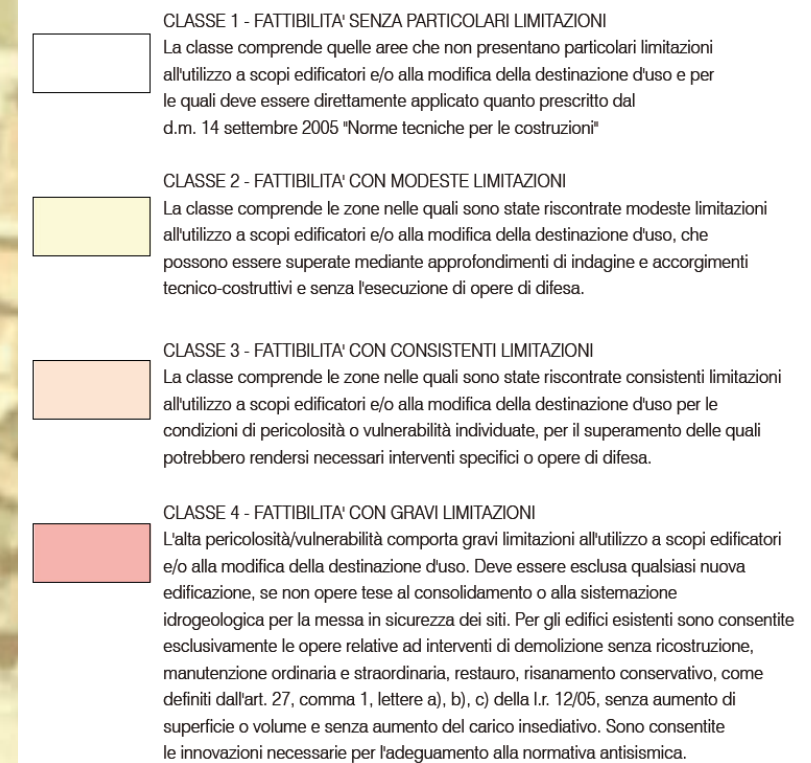 CLASSE 1 - FATTIBILITA' SENZA PARTICOLARI LIMITAZIONI
La classe comprende quelle aree che non presentano particolari limitazioni
all'utilizzo a scopi edificatori e/o alla modifica della destinazione d'uso e per
le quali deve essere direttamente applicato quanto prescritto dal
d.m. 14 settembre 2005 "Norme tecniche per le costruzioni"
CLASSE 2 - FATTIBILITA' CON MODESTE LIMITAZIONI
La classe comprende le zone nelle quali sono state riscontrate modeste limitazioni
all'utilizzo a scopi edificatori e/o alla modifica della destinazione d'uso, che
possono essere superate mediante approfondimenti di indagine e accorgimenti
tecnico-costruttivi e senza l'esecuzione di opere di difesa.
CLASSE 3 - FATTIBILITA' CON CONSISTENTI LIMITAZIONI
La classe comprende le zone nelle quali sono state riscontrate consistenti limitazioni
all'utilizzo a scopi edificatori e/o alla modifica della destinazione d'uso per le
condizioni di pericolosità o vulnerabilità individuate, per il superamento delle quali
potrebbero rendersi necessari interventi specifici o opere di difesa.
CLASSE 4 - FATTIBILITA' CON GRAVI LIMITAZIONI
L'alta pericolosità/vulnerabilità comporta gravi limitazioni all'utilizzo a scopi edificatori
e/o alla modifica della destinazione d'uso. Deve essere esclusa qualsiasi nuova
edificazione, se non opere tese al consolidamento o alla sistemazione
idrogeologica per la messa in sicurezza dei siti. Per gli edifici esistenti sono consentite
esclusivamente le opere relative ad interventi di demolizione senza ricostruzione,
manutenzione ordinaria e straordinaria, restauro, risanamento conservativo, come
definiti dall'art. 27, comma 1, lettere a), b), c) della l.r. 12/05, senza aumento di
superficie o volume e senza aumento del carico insediativo. Sono consentite
le innovazioni necessarie per l'adeguamento alla normativa antisismica.